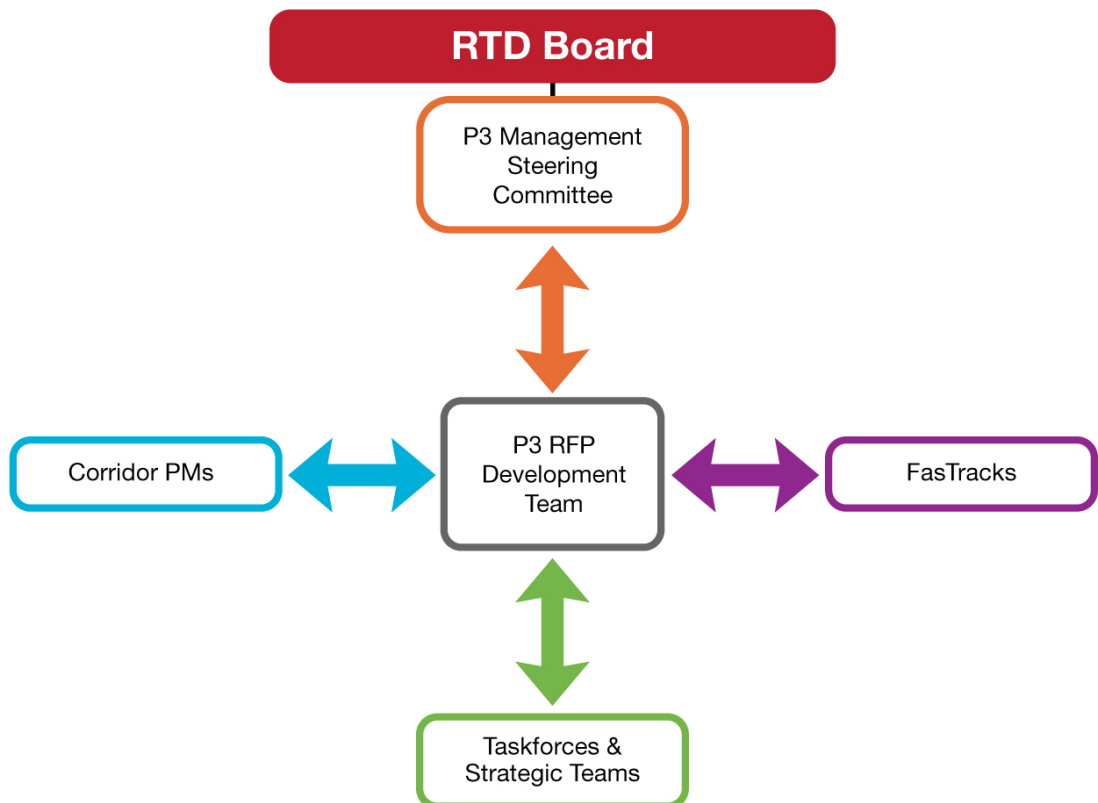 RTD Board
P3 Management
Steering
Committee
Corridor PMs
P3 RFP
Development
Team
FasTracks
Taskforces &
Strategic Teams